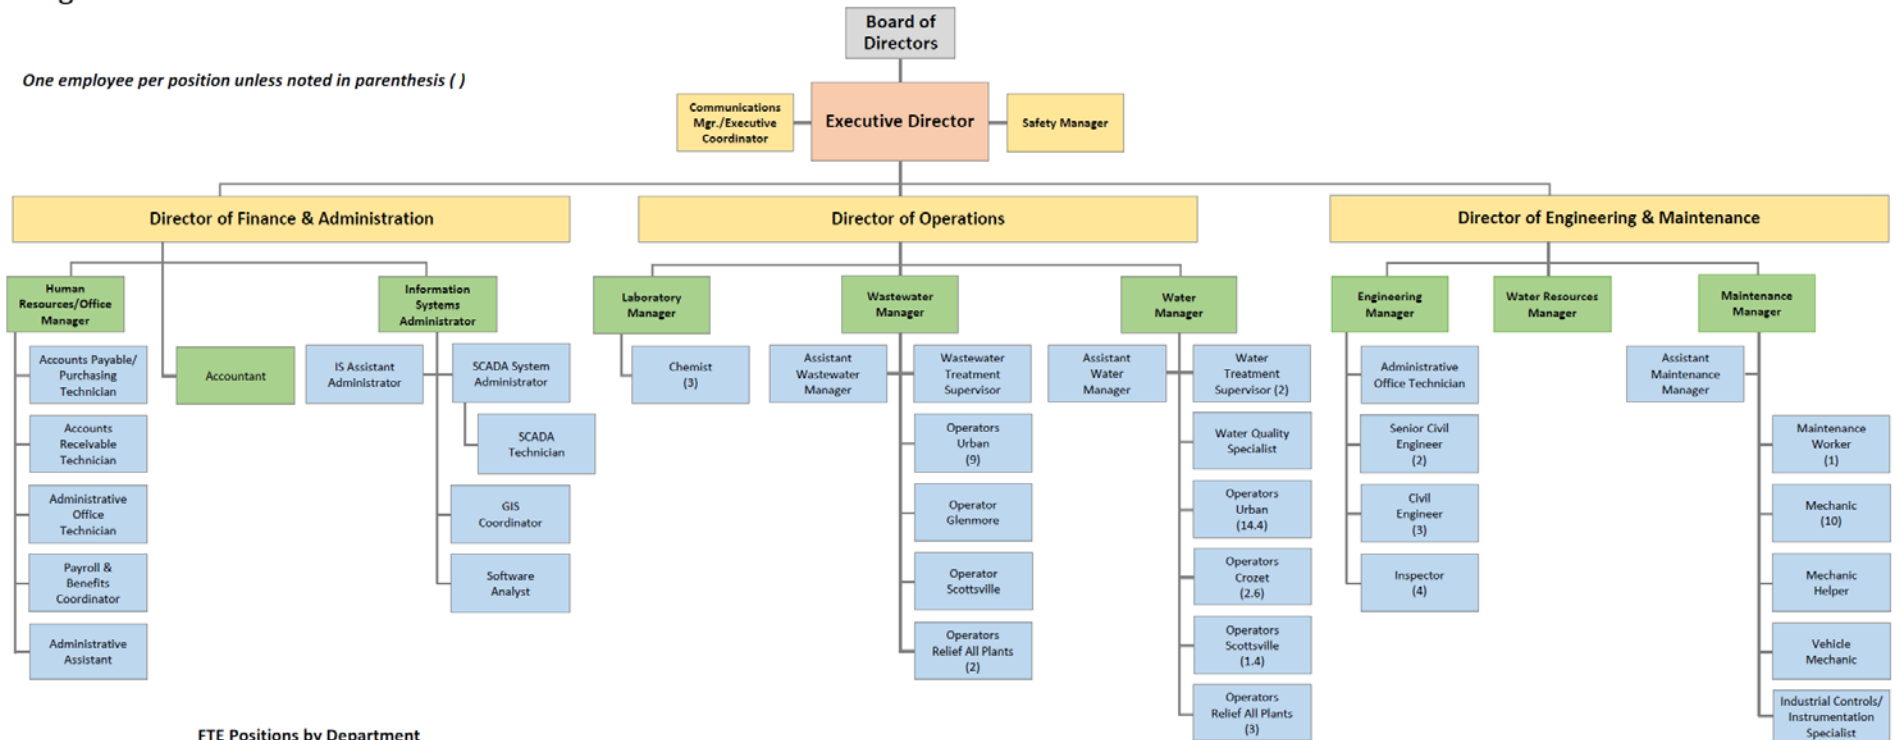 Board of
Directors
One employee per position unless noted in parenthesis ( )
Communications
Mgr./Executive
Coordinator
Executive Director
Safety Manager
Director of Finance & Administration
Director of Operations
Director of Engineering & Maintenance
Human
Resources/Office
Manager
Information
Systems
Administrator
Laboratory
Manager
Wastewater
Manager
Water
Manager
Engineering
Manager
Water Resources
Manager
Maintenance
Manager
Accounts Payable/
Purchasing
Technician
Accountant
IS Assistant
Administrator
SCADA System
Administrator
Chemist
(3)
Assistant
Wastewater
Manager
Wastewater
Treatment
Supervisor
Assistant
Water
Manager
Water
Treatment
Supervisor (2)
Administrative
Office Technician
Assistant
Maintenance
Manager
Accounts
Receivable
Technician
SCADA
Technician
Operators
Urban
(9)
Water Quality
Specialist
Senior Civil
Engineer
(2)
Maintenance
Worker
(1)
Administrative
Office
Technician
GIS
Coordinator
Operator
Glenmore
Operators
Urban
(14.4)
Civil
Engineer
(3)
Mechanic
(10)
Payroll &
Benefits
Coordinator
Software
Analyst
Operator
Scottsville
Operators
Crozet
(2.6)
Inspector
(4)
Mechanic
Helper
Administrative
Assistant
Operators
Relief All Plants
(2)
Operators
Scottsville
(1.4)
Vehicle
Mechanic
Operators
Relief All Plants
(3)
Industrial Controls/
Instrumentation
Specialist
FTE Positions by Department